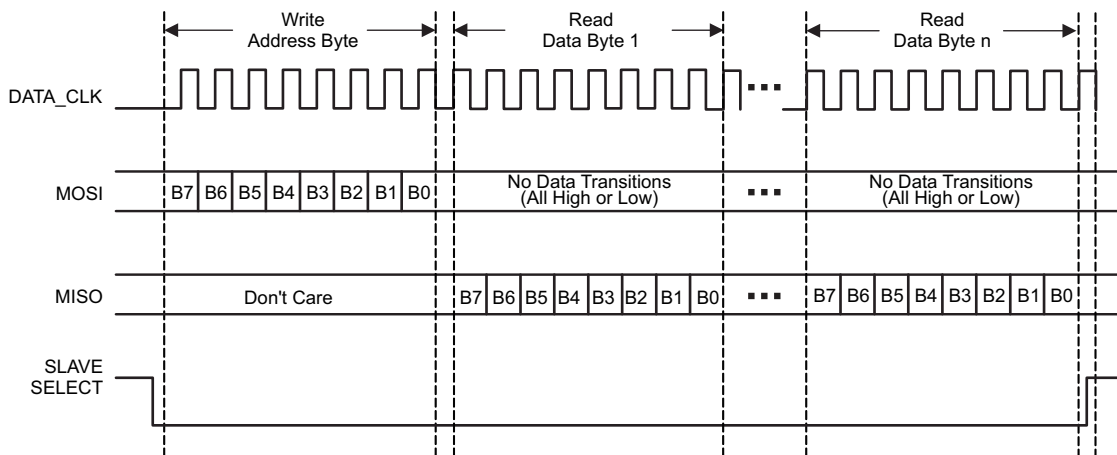 Write
Address Byte
Read
Data Byte 1
Read
Data Byte n
DATA_CLK
MOSI
B7 B6 B5 B4 B3 B2 B1 B0
No Data Transitions
(All High or Low)
No Data Transitions
(All High or Low)
MISO
Don't Care
B7 B6 B5 B4 B3 B2 B1 B0
B7 B6 B5 B4 B3 B2 B1 B0
SLAVE
SELECT